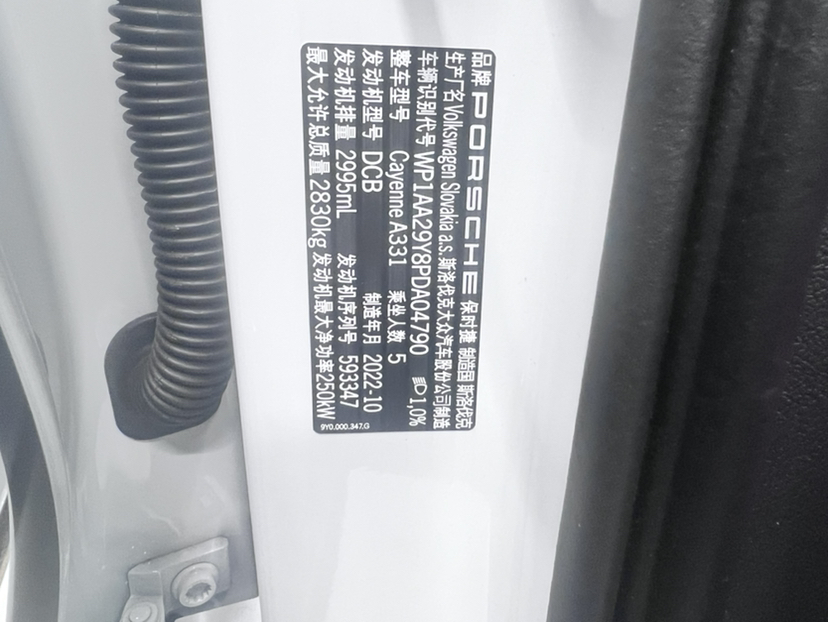 品牌 PORSCHE 保时捷 制造国 斯洛伐克
生产厂名 Volkswagen Slovakia a.s. 斯洛伐克大众汽车股份公司制造
车辆识别代号 WP1AA29Y8PDA04790 1,0%
整车型号 Cayenne A331 乘坐人数 5
发动机型号 DCB 制造年月 2022-10
发动机排量 2995mL 发动机序列号 593347
最大允许总质量 2830kg 发动机最大净功率250kW
9Y0.000.347.G